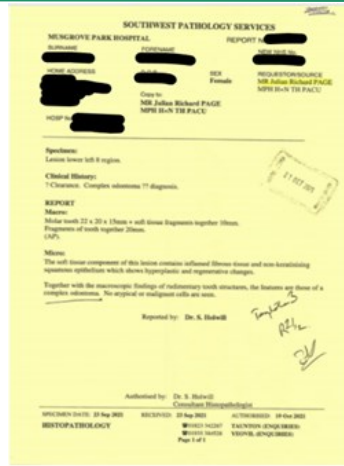 SOUTHWEST PATHOLOGY SERVICES
MUSGROVE PARK HOSPITAL
REPORT N
SURNAME
FORENAME
NEW NHS No.
HOME ADDRESS
SEX
Female
REQUESTOR/SOURCE
MR Julian Richard PAGE
MPH H+N TH PACU
Copy to:
MR Julian Richard PAGE
MPH H+N TH PACU
HOSP No
Specimen:
Lesion lower left 8 region.
Clinical History:
? Clearance. Complex odontoma ?? diagnosis.
REPORT
Macro:
Molar tooth 22 x 20 x 15mm + soft tissue fragments together 10mm.
Fragments of tooth together 20mm.
(AP).
Micro:
The soft tissue component of this lesion contains inflamed fibrous tissue and non-keratinising
squamous epithelium which shows hyperplastic and regenerative changes.
Together with the macroscopic findings of rudimentary tooth structures, the features are those of a
complex odontoma. No atypical or malignant cells are seen.
Reported by: Dr. S. Holwill
Authorised by: Dr. S. Holwill
Consultant Histopathologist
SPECIMEN DATE: 23 Sep 2021 RECEIVED: 23 Sep 2021 AUTHORISED: 19 Oct 2021
HISTOPATHOLOGY
TAUNTON (ENQUIRIES)
YEOVIL (ENQUIRIES)
Page 1 of 1